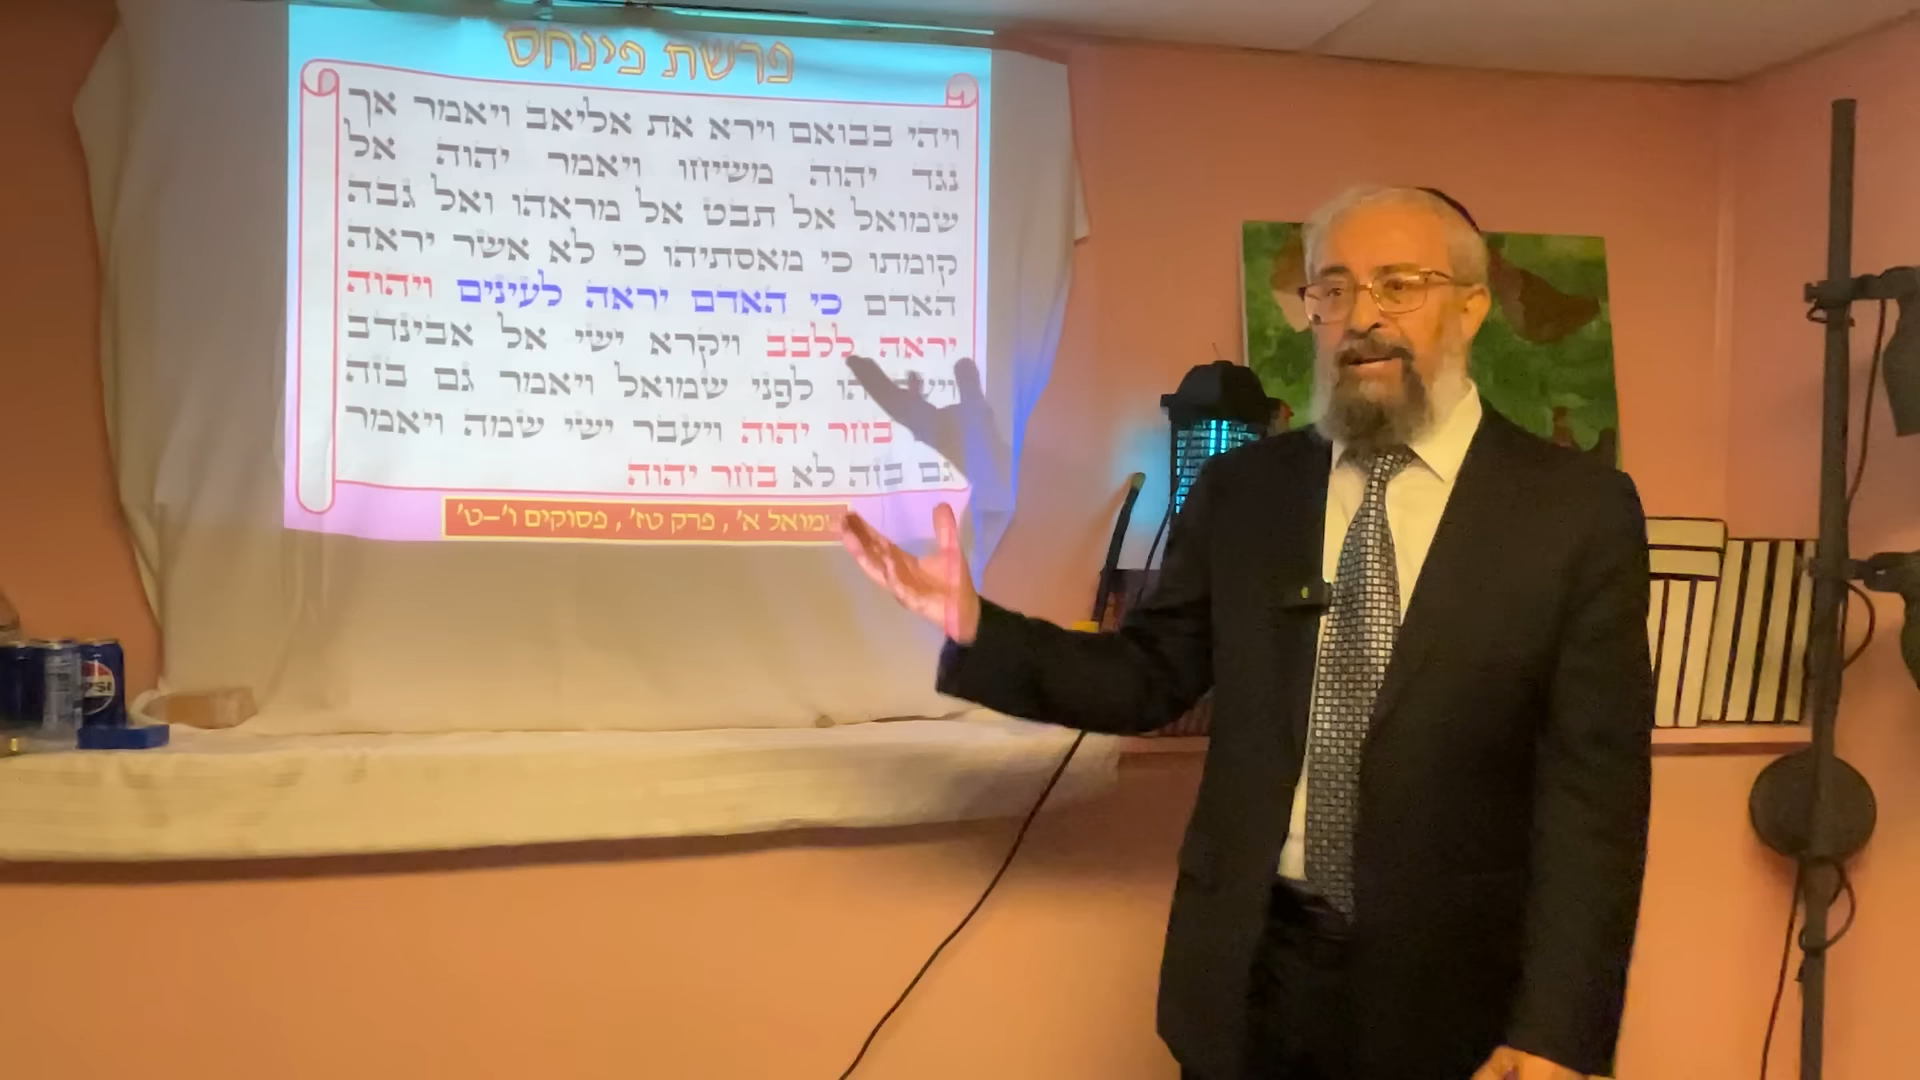 פרשת פינחס
ויהי בבואם וירא את אליאב ויאמר אך
נגד יהוה משיחו ויאמר יהוה אל
שמואל אל תבט אל מראהו ואל גבה
קומתו כי מאסתיהו כי לא אשר יראה
האדם כי האדם יראה לעינים ויהוה
יראה ללבב ויקרא ישי אל אבינדב
לפני שמואל ויאמר גם בזה
בחר יהוה ויעבר ישי שמה ויאמר
גם בזה לא בחר יהוה
שמואל א', פרק טז', פסוקים ו'–ט'